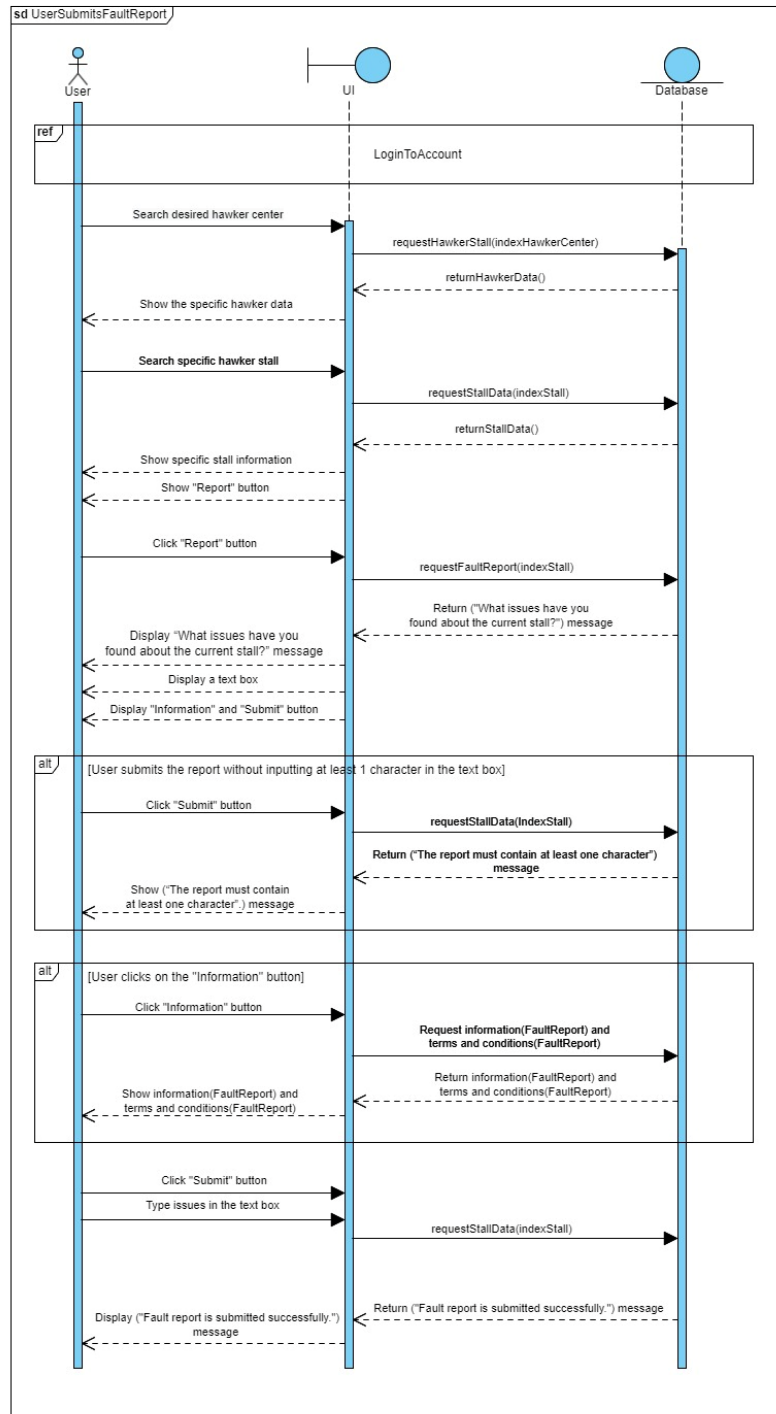 sd UserSubmitsFaultReport
User
UI
Database
ref
LoginToAccount
Search desired hawker center
requestHawkerStall(indexHawkerCenter)
returnHawkerData()
Show the specific hawker data
Search specific hawker stall
requestStallData(indexStall)
returnStallData()
Show specific stall information
Show "Report" button
Click "Report" button
requestFaultReport(indexStall)
Return ("What issues have you
found about the current stall?") message
Display “What issues have you
found about the current stall?” message
Display a text box
Display "Information" and "Submit" button
alt
[User submits the report without inputting at least 1 character in the text box]
Click "Submit" button
requestStallData(IndexStall)
Return (“The report must contain at least one character”)
message
Show (“The report must contain
at least one character”.) message
alt
[User clicks on the "Information" button]
Click "Information" button
Request information(FaultReport) and
terms and conditions(FaultReport)
Return information(FaultReport) and
terms and conditions(FaultReport)
Show information(FaultReport) and
terms and conditions(FaultReport)
Click "Submit" button
Type issues in the text box
requestStallData(indexStall)
Return ("Fault report is submitted successfully.") message
Display ("Fault report is submitted successfully.")
message